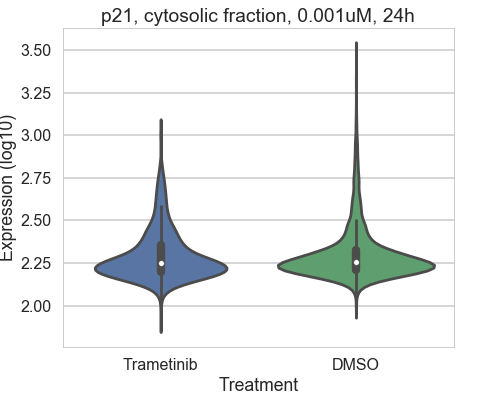 p21, cytosolic fraction, 0.001uM, 24h
Expression (log10)
3.50
3.25
3.00
2.75
2.50
2.25
2.00
Trametinib DMSO
Treatment